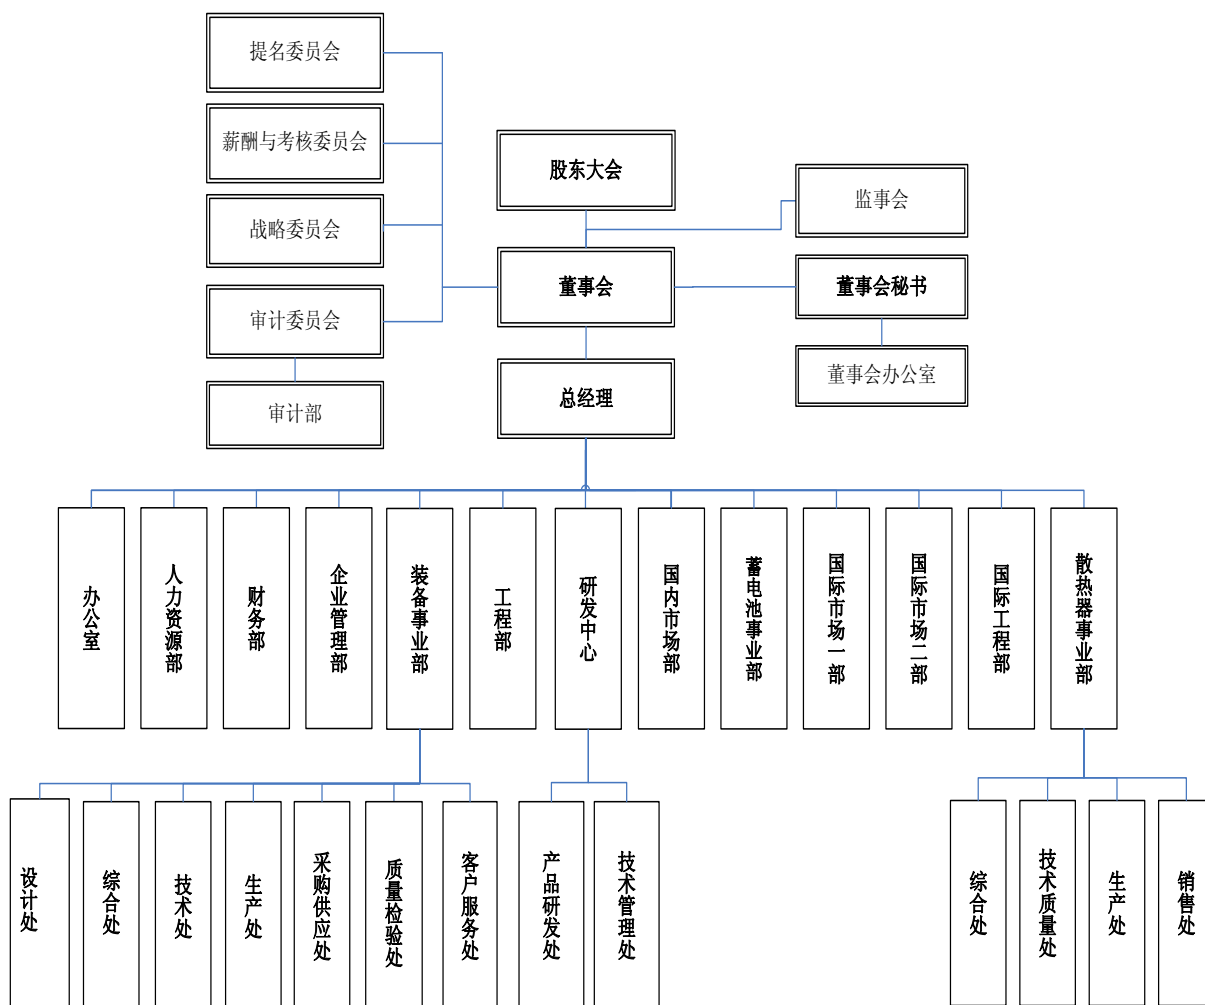 提名委员会
薪酬与考核委员会
股东大会
监事会
战略委员会
董事会
董事会秘书
审计委员会
董事会办公室
总经理
审计部
办公室
人力资源部
财务部
企业管理部
装备事业部
工程部
研发中心
国内市场部
蓄电池事业部
国际市场一部
国际市场二部
国际工程部
散热器事业部
设计处
综合处
技术处
生产处
采购供应处
质量检验处
客户服务处
产品研发处
技术管理处
综合处
技术质量处
生产处
销售处